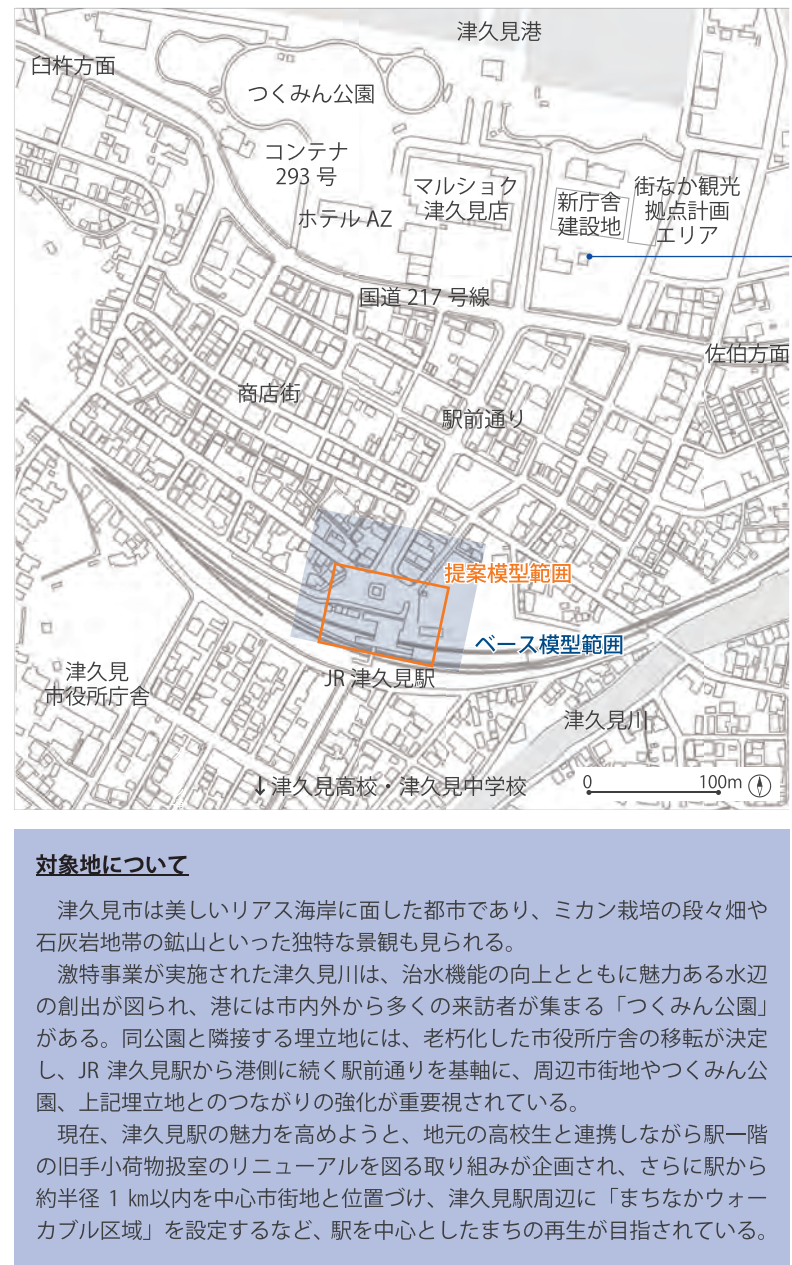 津久見港
臼杵方面
つくみん公園
コンテナ
293 号
マルショク
津久見店
ホテル AZ
新庁舎
建設地
街なか観光
拠点計画
エリア
国道 217 号線
佐伯方面
商店街
駅前通り
提案模型範囲
ベース模型範囲
津久見
市役所庁舎
JR 津久見駅
津久見川
↓津久見高校・津久見中学校
0
100m
対象地について
津久見市は美しいリアス海岸に面した都市であり、ミカン栽培の段々畑や
石灰岩地帯の鉱山といった独特な景観も見られる。
激特事業が実施された津久見川は、治水機能の向上とともに魅力ある水辺
の創出が図られ、港には市内外から多くの来訪者が集まる「つくみん公園」
がある。同公園と隣接する埋立地には、老朽化した市役所庁舎の移転が決定
し、JR 津久見駅から港側に続く駅前通りを基軸に、周辺市街地やつくみん公
園、上記埋立地とのつながりの強化が重要視されている。
現在、津久見駅の魅力を高めようと、地元の高校生と連携しながら駅一階
の旧手小荷物扱室のリニューアルを図る取り組みが企画され、さらに駅から
約半径 1 ㎞以内を中心市街地と位置づけ、津久見駅周辺に「まちなかウォー
カブル区域」を設定するなど、駅を中心としたまちの再生が目指されている。